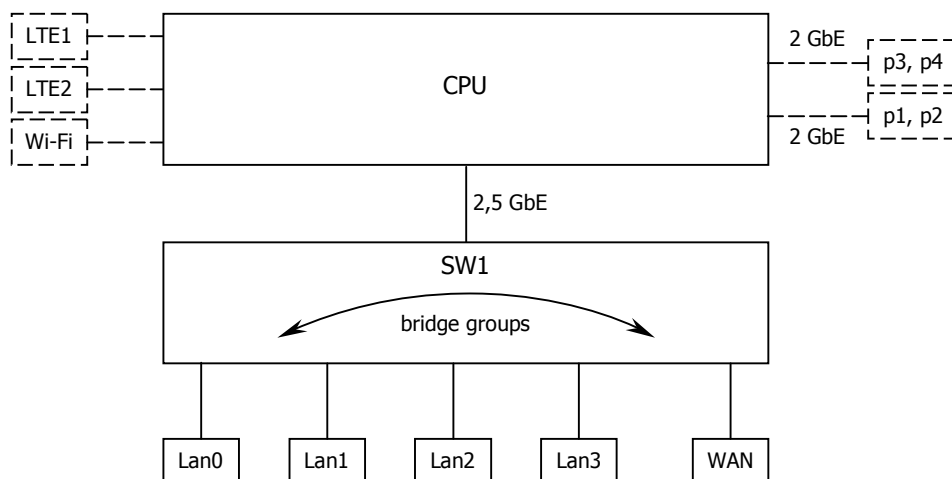 LTE1
LTE2
Wi-Fi
CPU
2 GbE
p3, p4
p1, p2
2 GbE
2,5 GbE
SW1
bridge groups
Lan0
Lan1
Lan2
Lan3
WAN